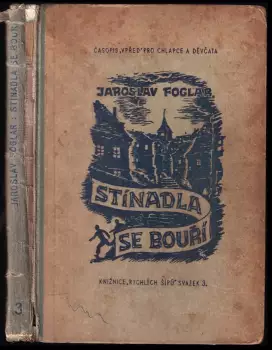 JAROSLAV FOGLAR : STÍNADLA SE BOUŘÍ
3
ČASOPIS „VPŘED" PRO CHLAPCE A DĚVČATA
JAROSLAV FOGLAR
STÍNADLA
SE BOUŘÍ
KNIŽNICE „RYCHLÝCH ŠÍPŮ" SVAZEK 3.